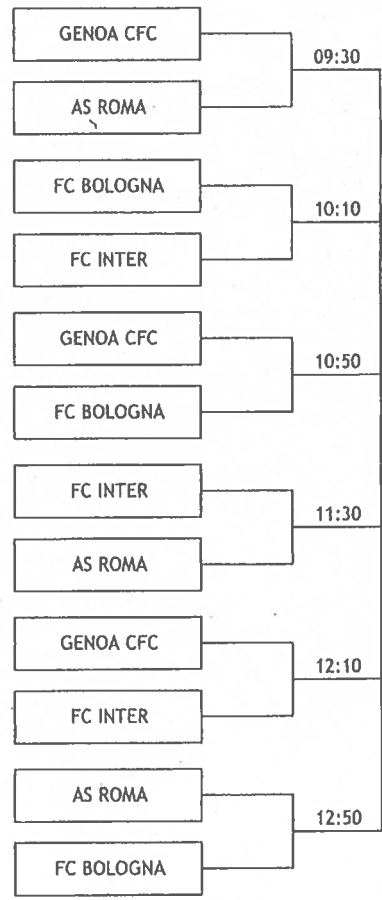 GENOA CFC
09:30
AS ROMA
FC BOLOGNA
10:10
FC INTER
GENOA CFC
10:50
FC BOLOGNA
FC INTER
11:30
AS ROMA
GENOA CFC
12:10
FC INTER
AS ROMA
12:50
FC BOLOGNA